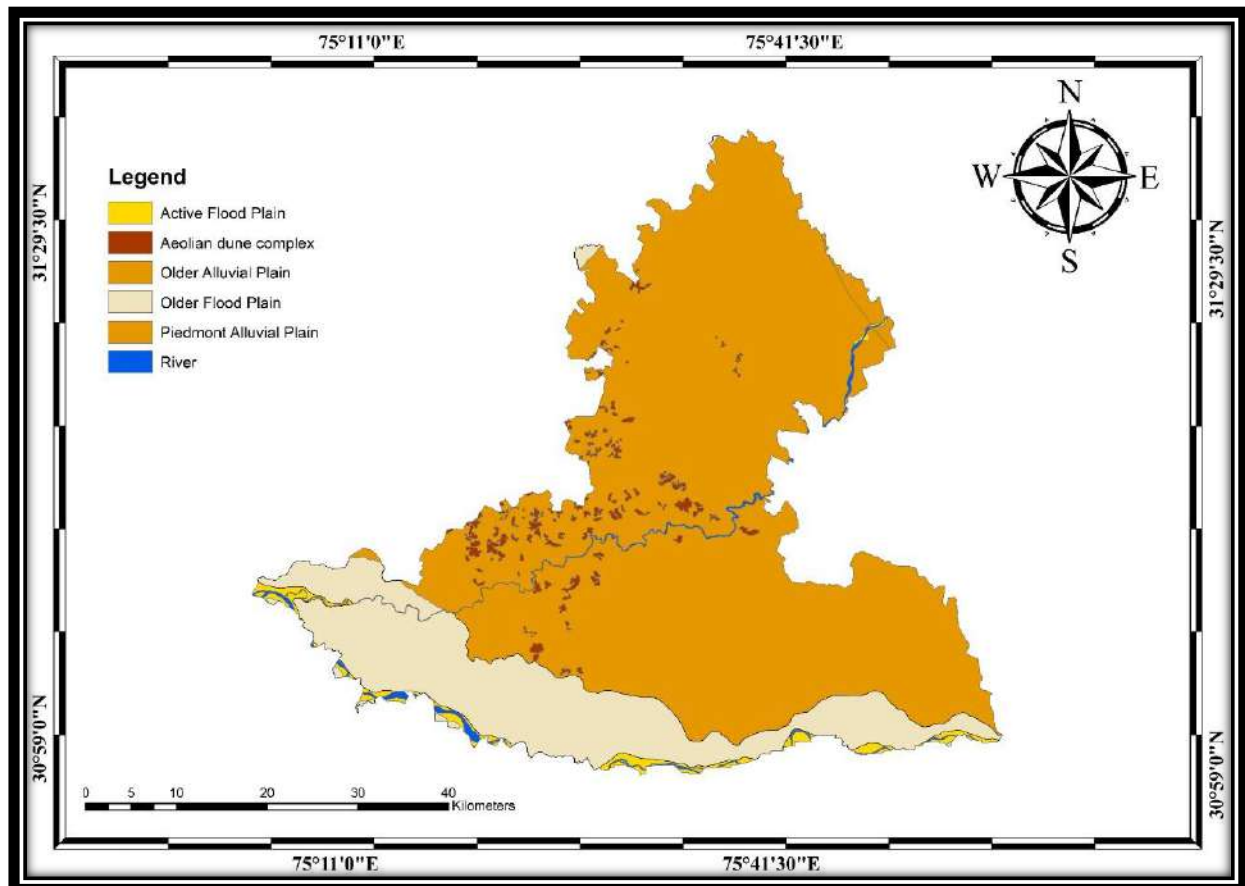 75°11'0"E 75°41'30"E
N
W E
S
31°29'30"N
31°29'30"N
Legend
Active Flood Plain
Aeolian dune complex
Older Alluvial Plain
Older Flood Plain
Piedmont Alluvial Plain
River
30°59'0"N
30°59'0"N
0 5 10 20 30 40
Kilometers
75°11'0"E 75°41'30"E